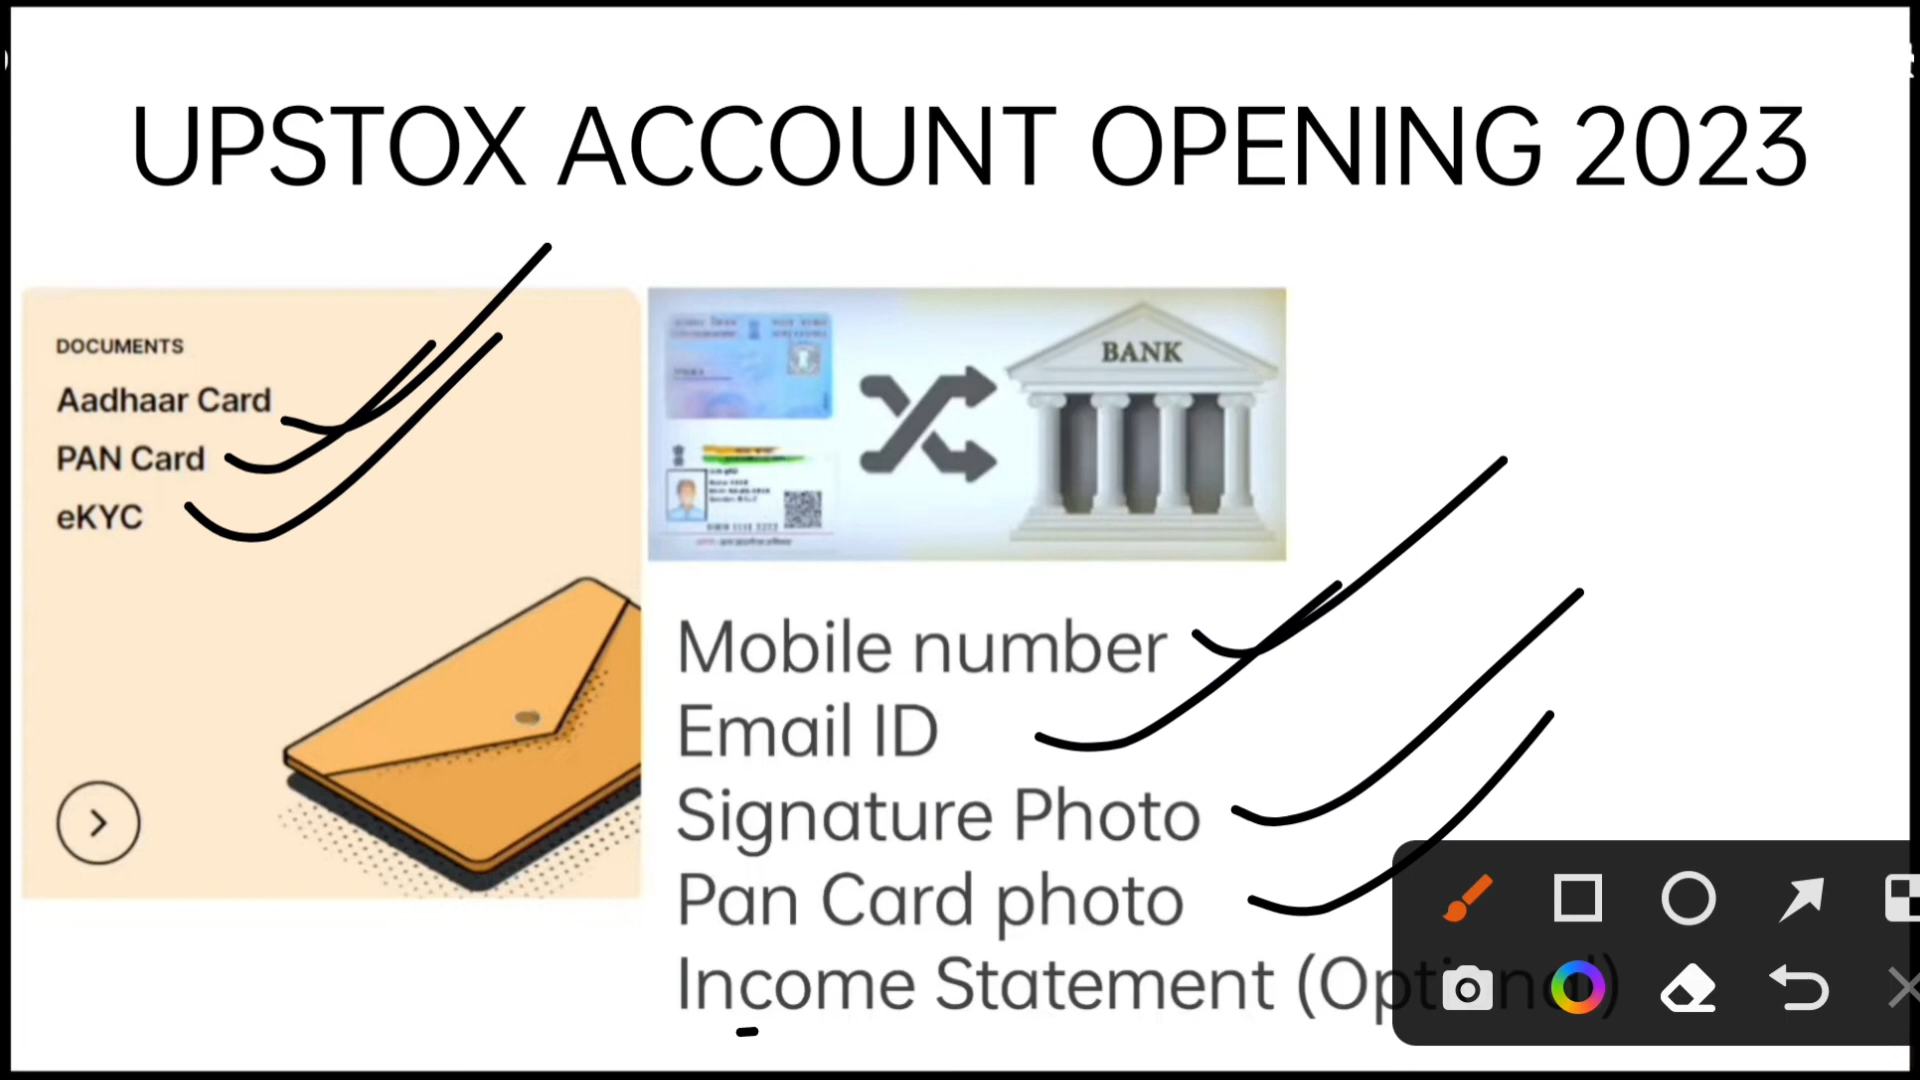 UPSTOX ACCOUNT OPENING 2023
DOCUMENTS
Aadhaar Card
PAN Card
eKYC
BANK
Mobile number
Email ID
Signature Photo
Pan Card photo
Income Statement (Optional)